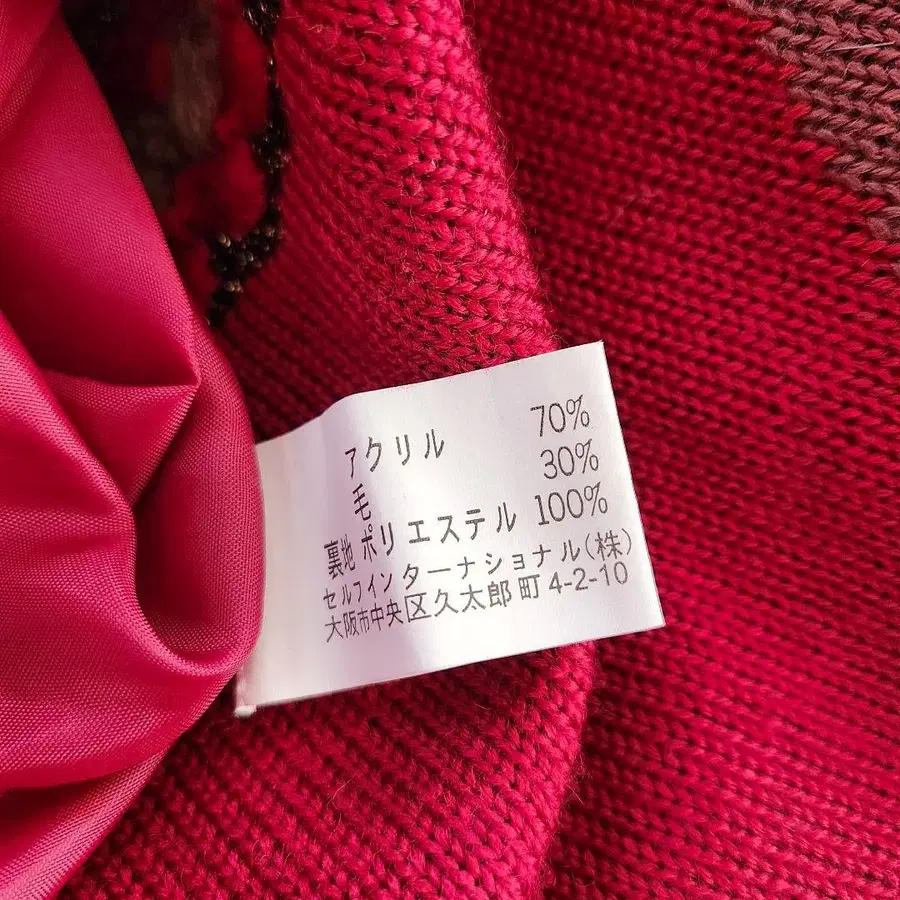 アクリル 70%
毛 30%
裏地 ポリエステル 100%
セルフインターナショナル(株)
大阪市中央区久太郎町4-2-10